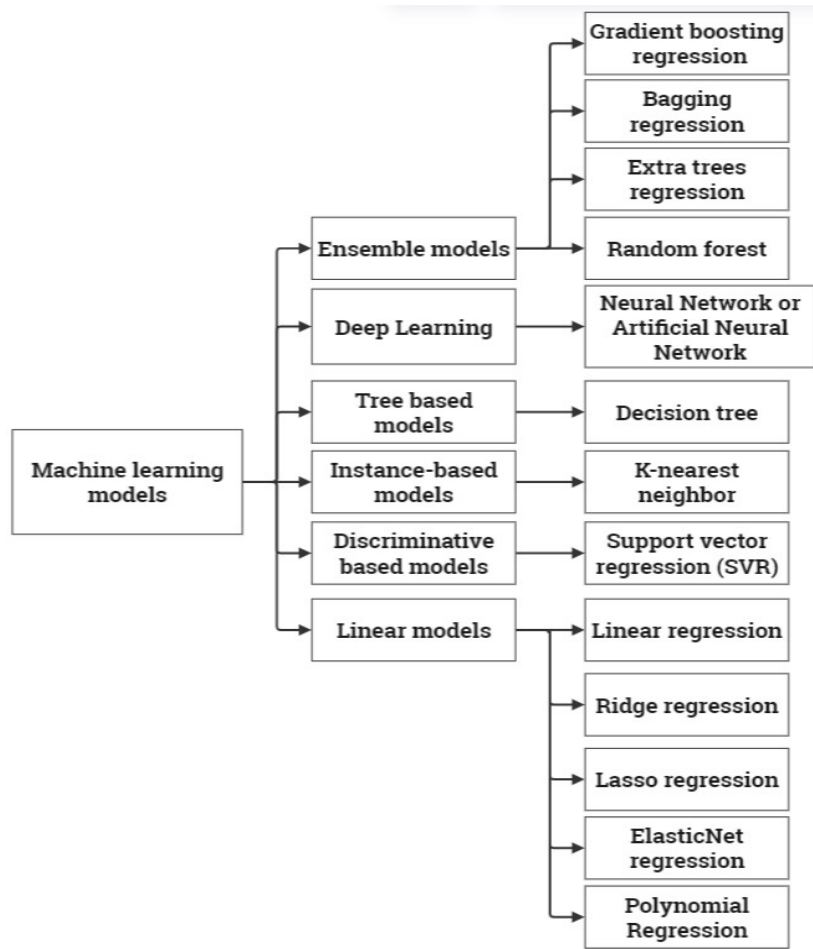 Gradient boosting
regression
Bagging
regression
Extra trees
regression
Ensemble models
Random forest
Deep Learning
Neural Network or
Artificial Neural
Network
Tree based
models
Decision tree
Machine learning
models
Instance-based
models
K-nearest
neighbor
Discriminative
based models
Support vector
regression (SVR)
Linear models
Linear regression
Ridge regression
Lasso regression
ElasticNet
regression
Polynomial
Regression